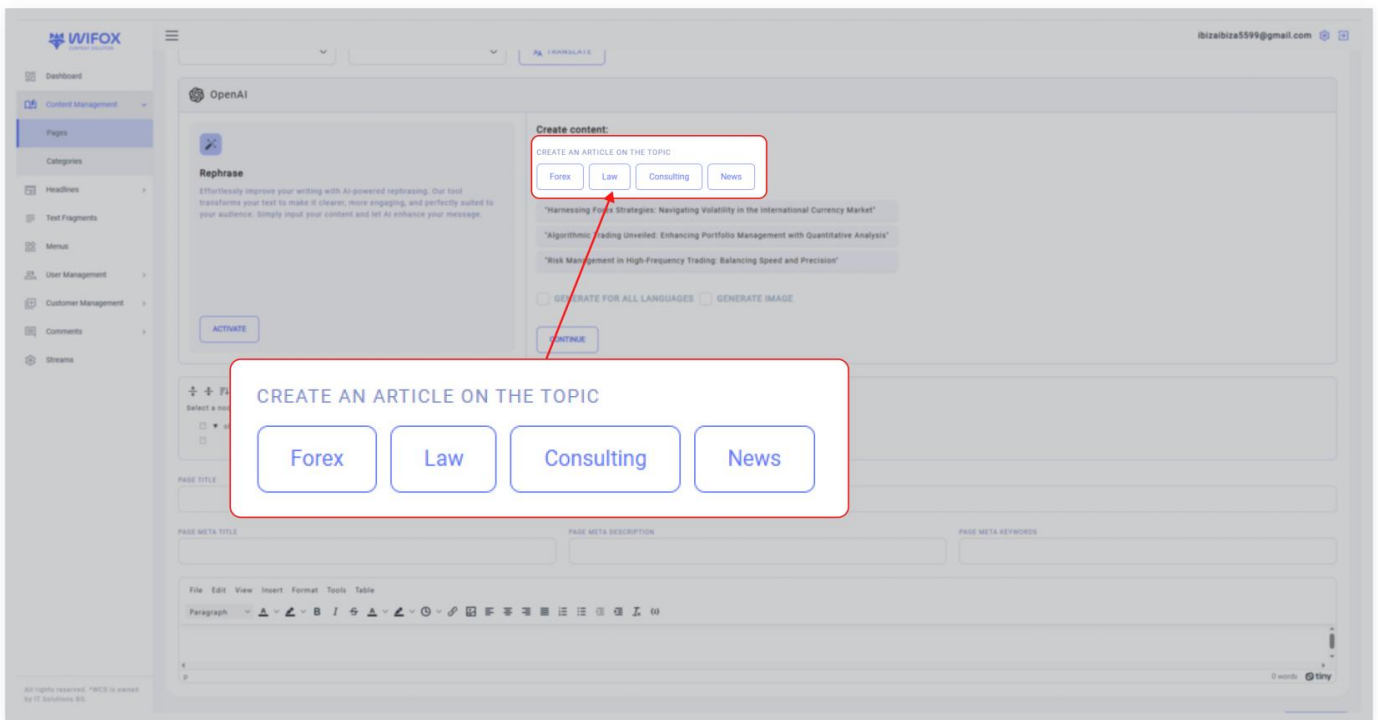 WIFOX
CONTENT SOLUTION
ibizaibiza5599@gmail.com
TRANSLATE
Dashboard
Content Management
Pages
Categories
Headlines
Text Fragments
Menus
User Management
Customer Management
Comments
Streams
All rights reserved. *WCS is owned
by IT Solutions BG.
OpenAI
Rephrase
Effortlessly improve your writing with AI-powered rephrasing. Our tool
transforms your text to make it clearer, more engaging, and perfectly suited to
your audience. Simply input your content and let AI enhance your message.
ACTIVATE
Create content:
CREATE AN ARTICLE ON THE TOPIC
Forex Law Consulting News
"Harnessing Forex Strategies: Navigating Volatility in the International Currency Market"
"Algorithmic Trading Unveiled: Enhancing Portfolio Management with Quantitative Analysis"
"Risk Management in High-Frequency Trading: Balancing Speed and Precision"
GENERATE FOR ALL LANGUAGES GENERATE IMAGE
CONTINUE
CREATE AN ARTICLE ON THE TOPIC
Forex Law Consulting News
Select a
PAGE TITLE
PAGE META TITLE PAGE META DESCRIPTION PAGE META KEYWORDS
File Edit View Insert Format Tools Table
Paragraph
P
0 words tiny